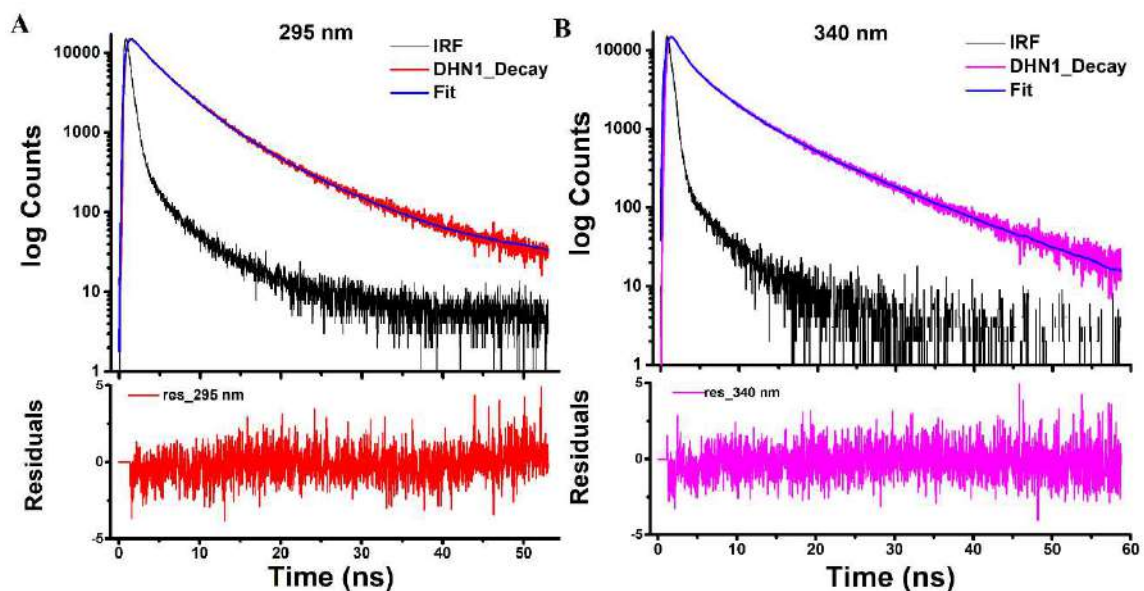 A
295 nm
IRF
DHN1_Decay
Fit
log Counts
10000
1000
100
10
1
res_295 nm
Residuals
5
0
-5
0 10 20 30 40 50
Time (ns)
B
340 nm
IRF
DHN1_Decay
Fit
log Counts
10000
1000
100
10
1
res_340 nm
Residuals
5
0
-5
0 10 20 30 40 50 60
Time (ns)